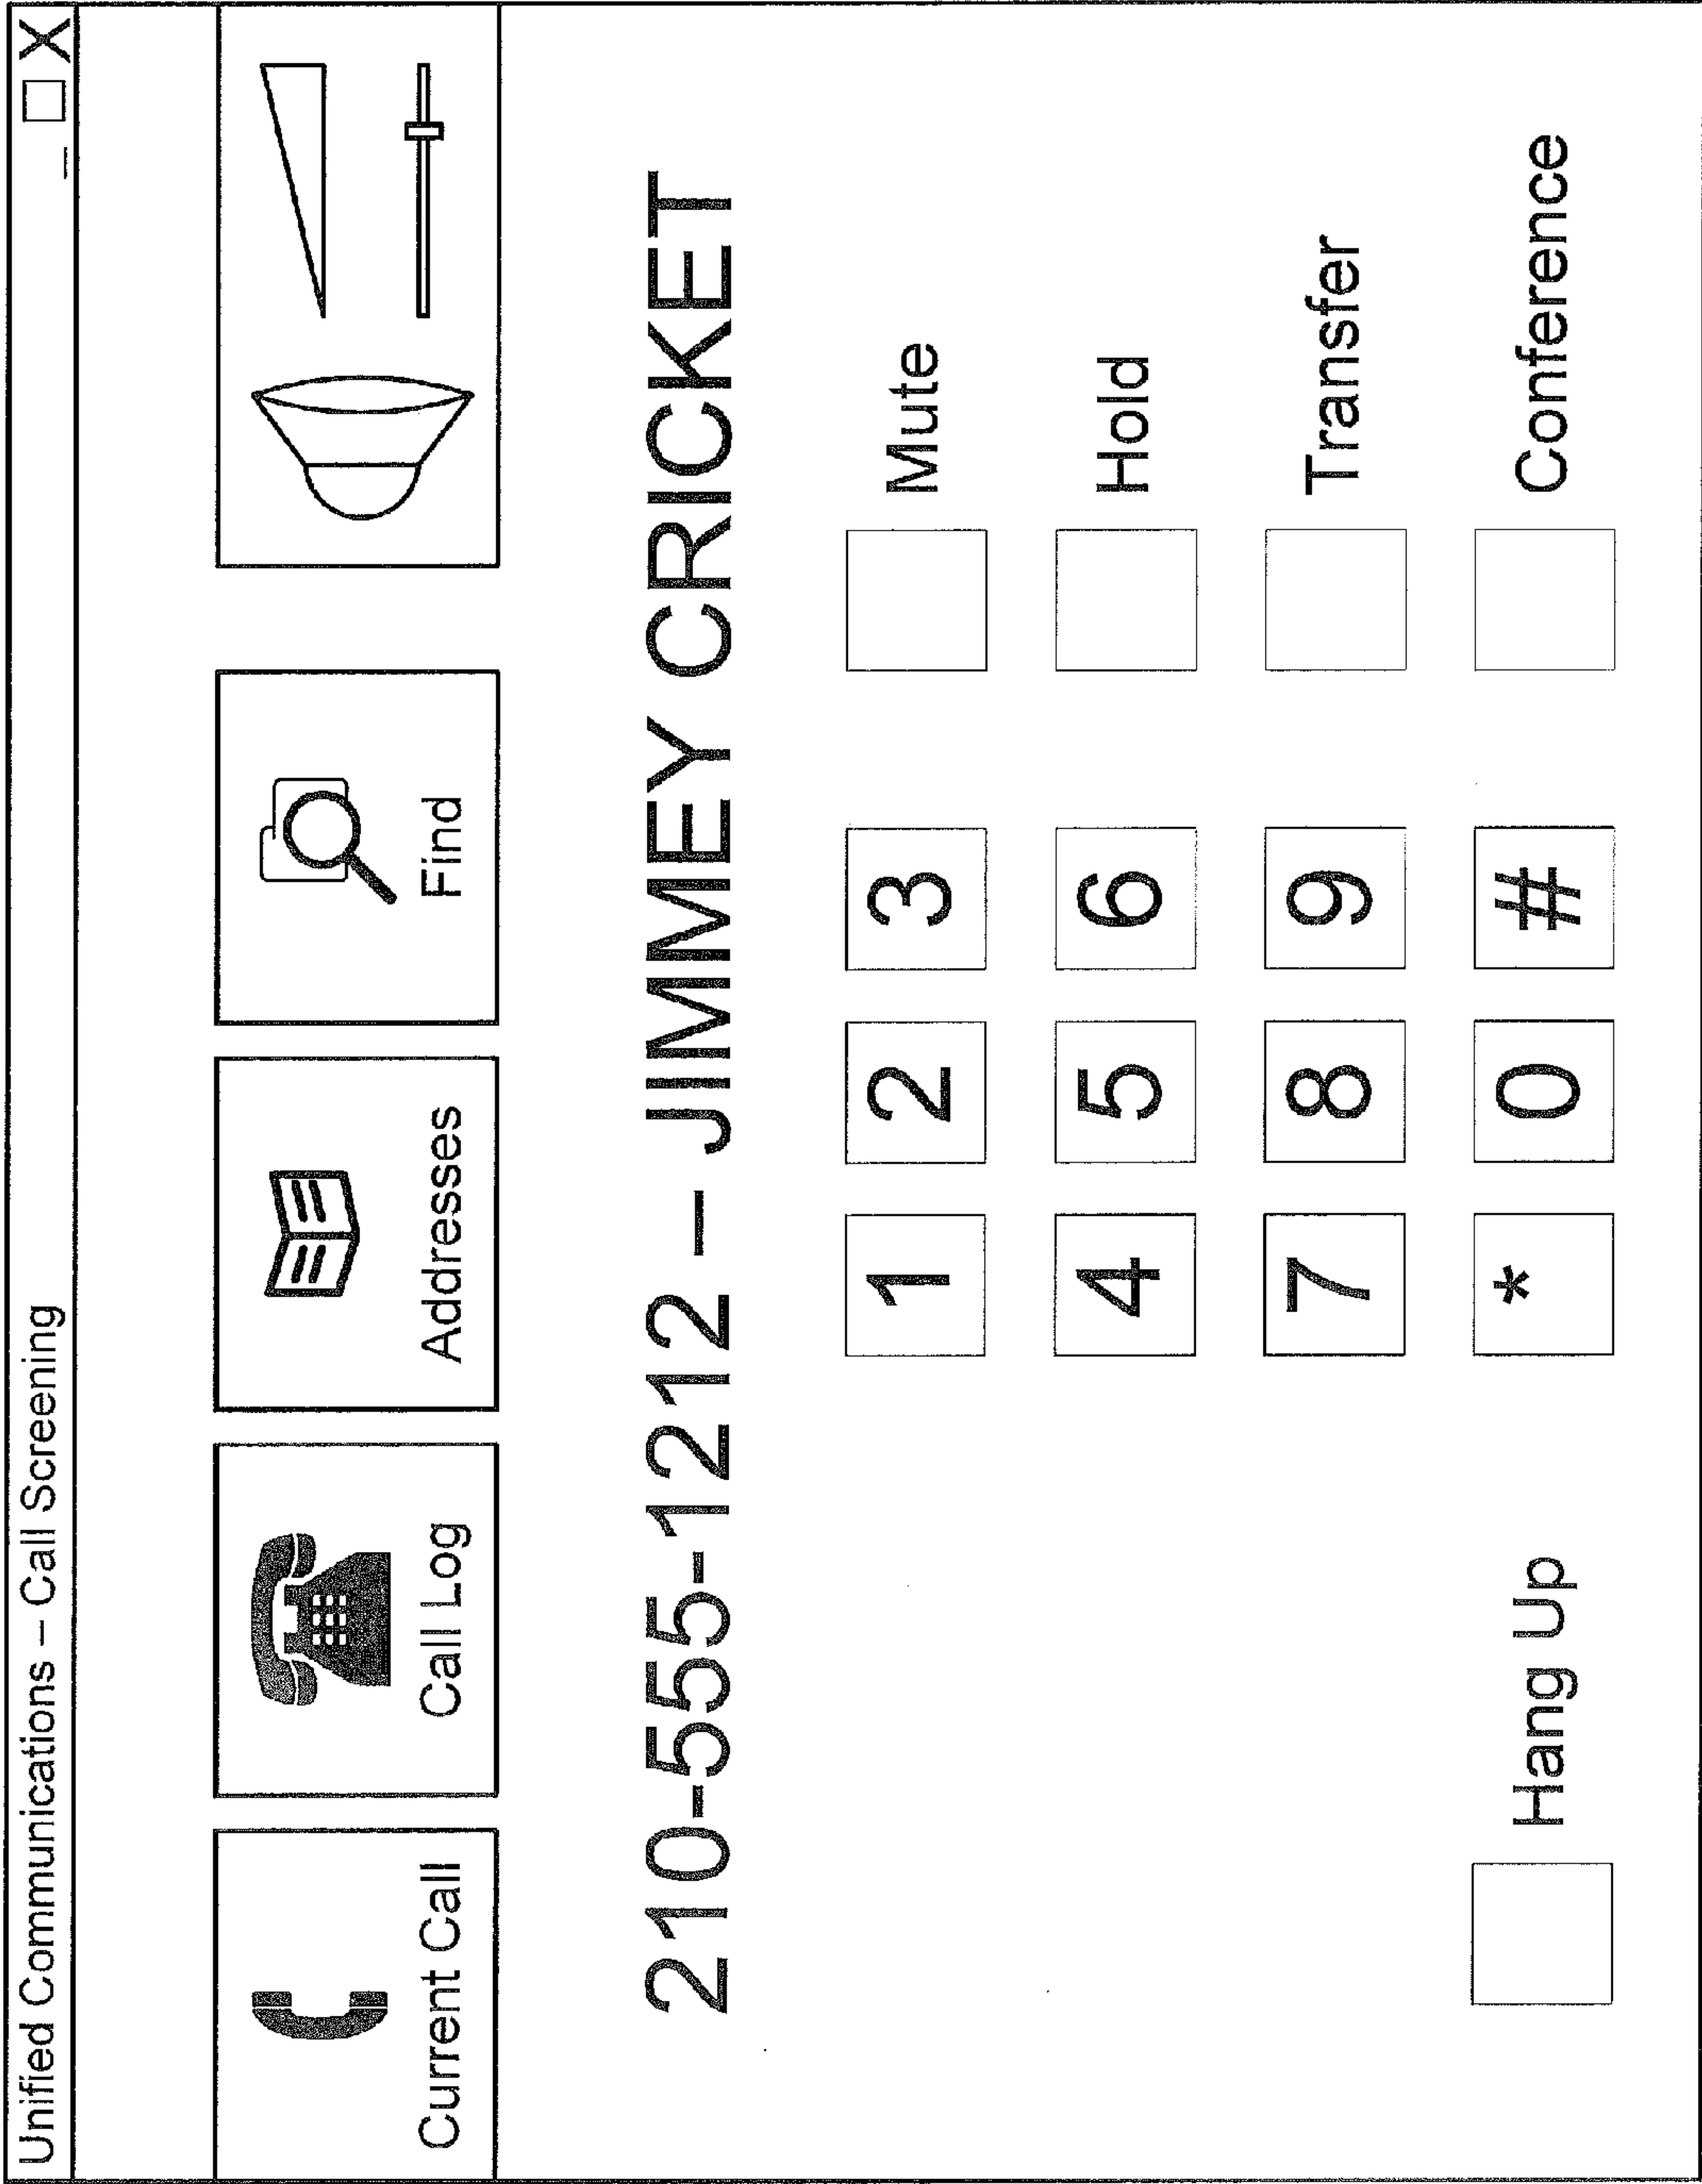 Unified Communications – Call Screening _ □ X
Current Call
Call Log
Addresses
Find
210-555-1212 – JIMMEY CRICKET
1 2 3 Mute
4 5 6 Hold
7 8 9 Transfer
Hang Up * 0 # Conference